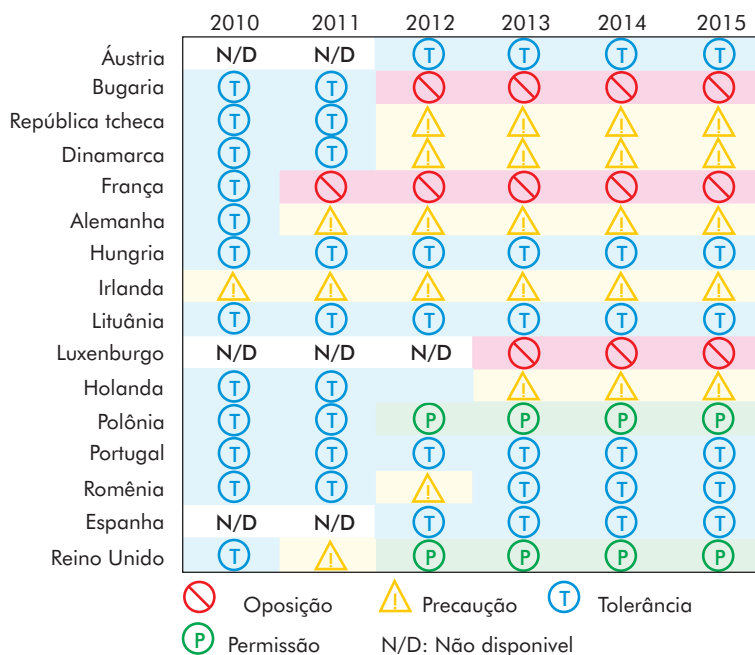 2010 2011 2012 2013 2014 2015
Áustria N/D N/D T T T T
Bugaria T T
República tcheca T T ! ! ! !
Dinamarca T T ! ! ! !
França T
Alemanha T ! ! ! ! !
Hungria T T T T T T
Irlanda ! ! ! ! ! !
Lituânia T T T T T T
Luxenburgo N/D N/D N/D
Holanda T T ! ! !
Polônia T T P P P P
Portugal T T T T T T
Romênia T T ! T T T
Espanha N/D N/D T T T T
Reino Unido T ! P P P P
Oposição ! Precaução T Tolerância
P Permissão N/D: Não disponivel